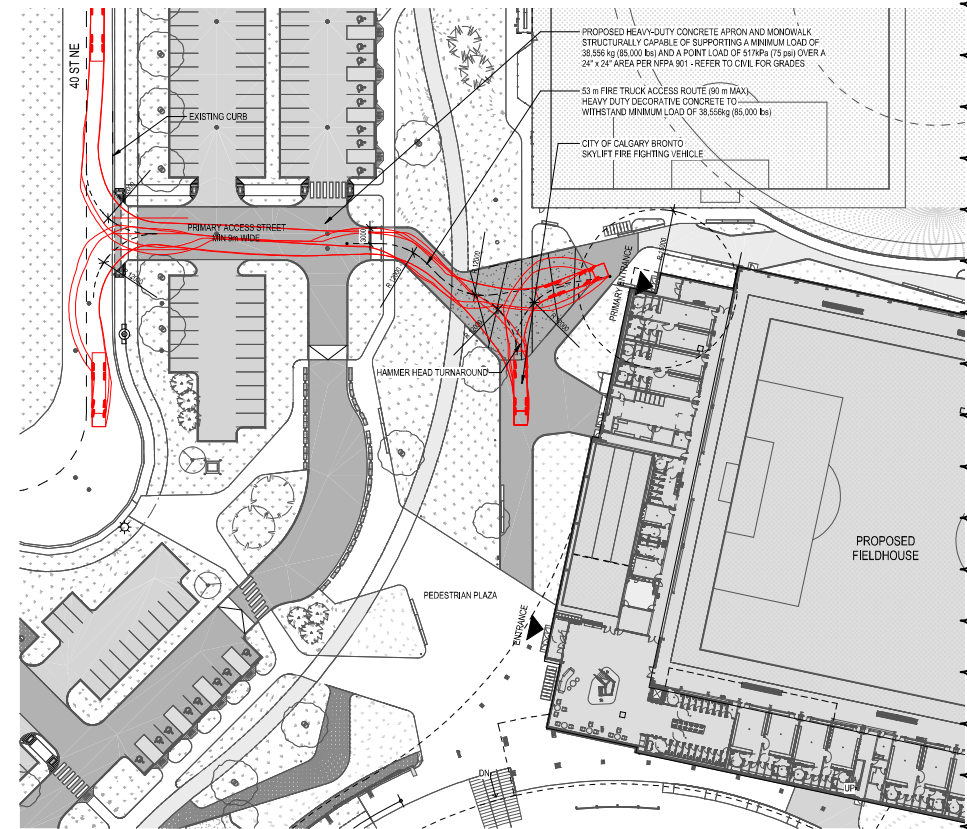 PROPOSED HEAVY-DUTY CONCRETE APRON AND MONOWALK
STRUCTURALLY CAPABLE OF SUPPORTING A MINIMUM LOAD OF
38,556 kg (85,000 lbs) AND A POINT LOAD OF 517kPa (75 psi) OVER A
24" x 24" AREA PER NFPA 901 - REFER TO CIVIL FOR GRADES
40 ST NE
53 m FIRE TRUCK ACCESS ROUTE (90 m MAX)
HEAVY DUTY DECORATIVE CONCRETE TO
WITHSTAND MINIMUM LOAD OF 38,556kg (85,000 lbs)
EXISTING CURB
CITY OF CALGARY BRONTO
SKYLIFT FIRE FIGHTING VEHICLE
PRIMARY ACCESS STREET
MIN 9m WIDE
R 12000
R 12000
PRIMARY ENTRANCE
HAMMER HEAD TURNAROUND
PROPOSED
FIELDHOUSE
PEDESTRIAN PLAZA
ENTRANCE
DN
UP